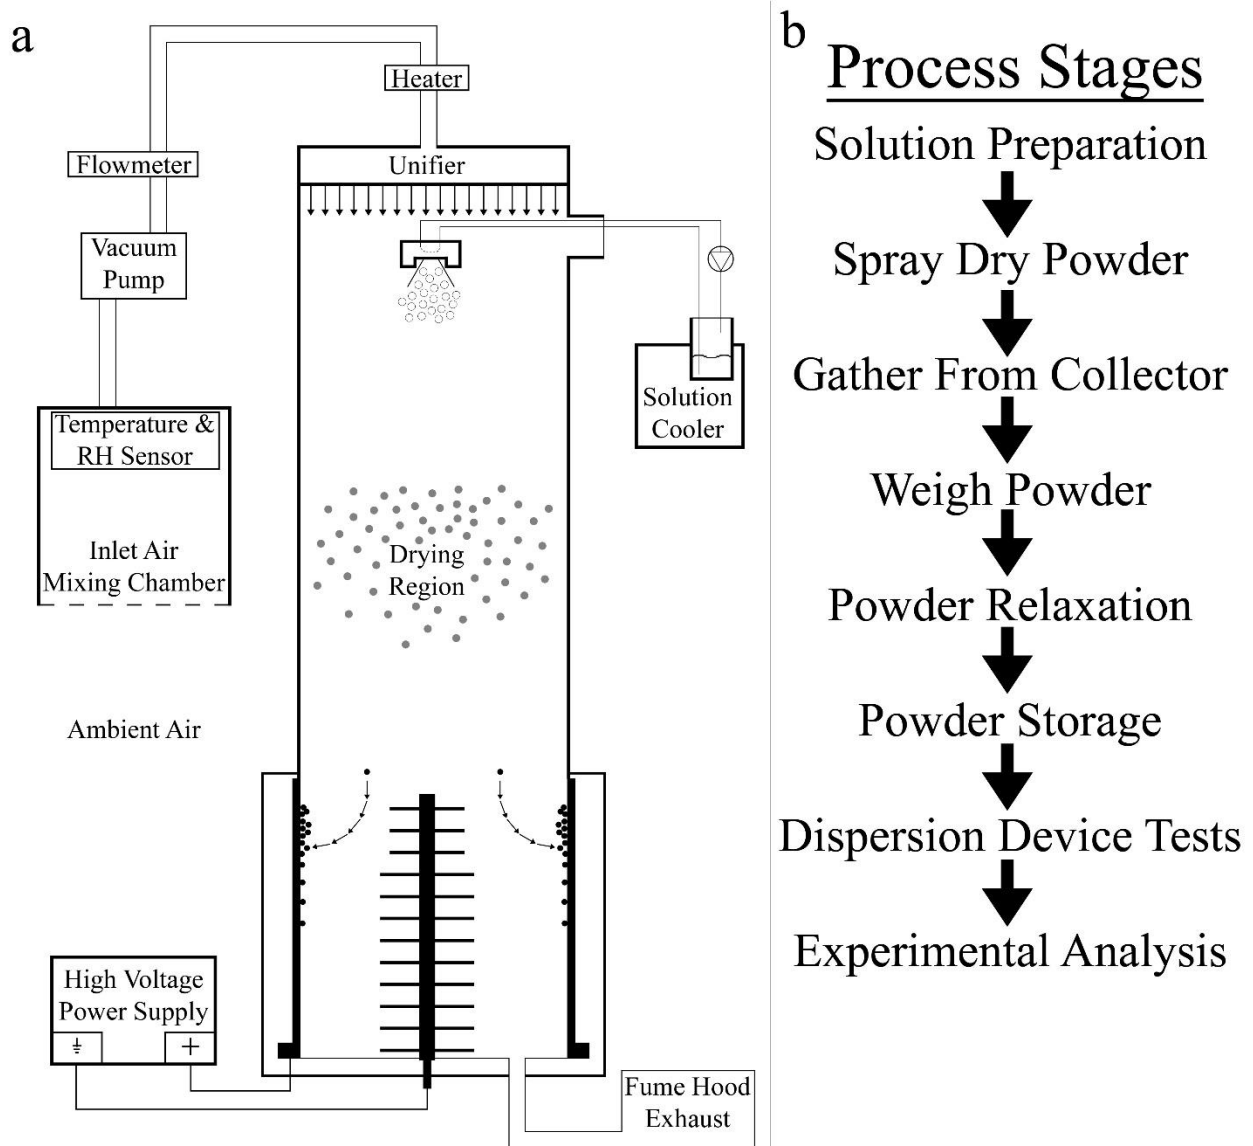 a
Heater
Flowmeter
Unifier
Vacuum
Pump
Temperature &
RH Sensor
Solution
Cooler
Inlet Air
Mixing Chamber
Drying
Region
Ambient Air
High Voltage
Power Supply
+
Fume Hood
Exhaust
b
Process Stages
Solution Preparation
Spray Dry Powder
Gather From Collector
Weigh Powder
Powder Relaxation
Powder Storage
Dispersion Device Tests
Experimental Analysis